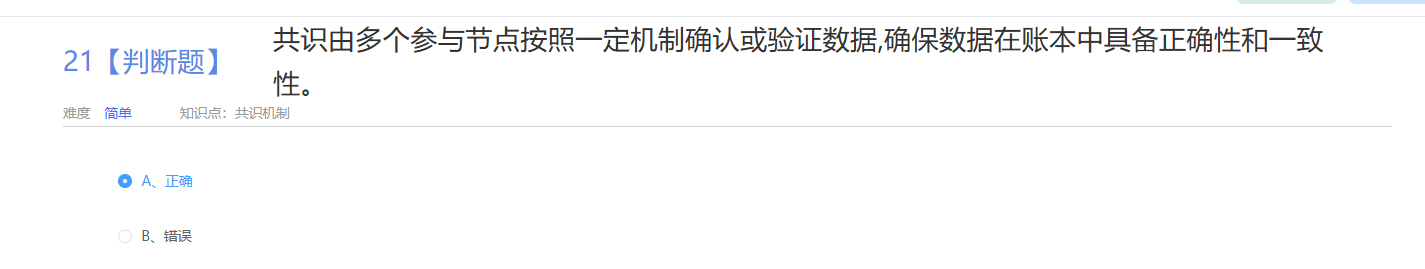 21【判断题】
共识由多个参与节点按照一定机制确认或验证数据,确保数据在账本中具备正确性和一致
性。
难度 简单 知识点：共识机制
A、正确
B、错误